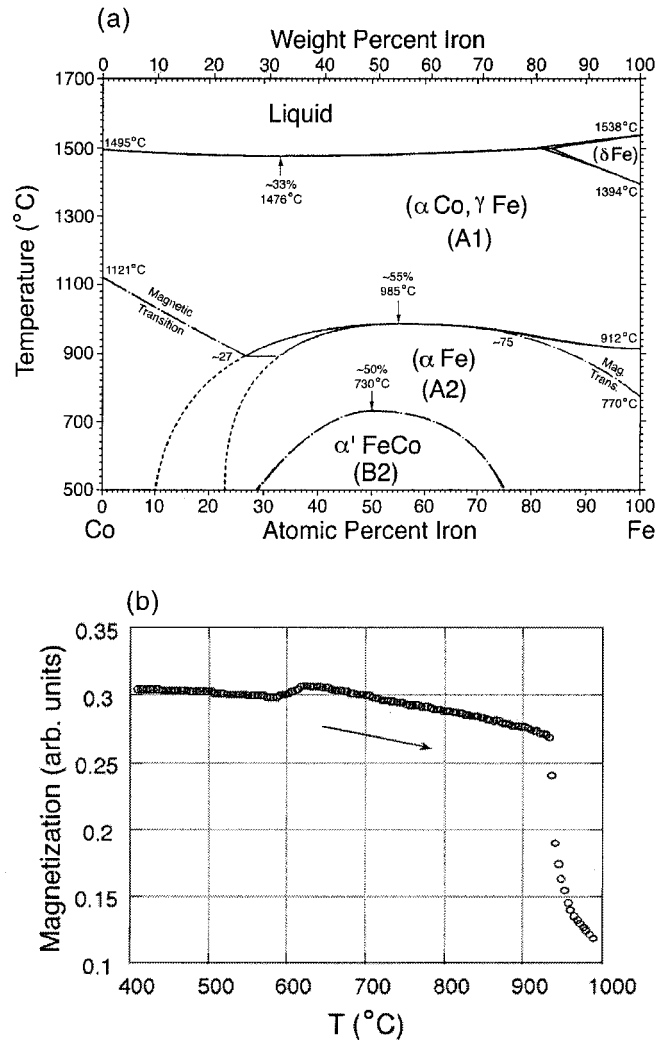 (a)
Weight Percent Iron
0 10 20 30 40 50 60 70 80 90 100
1700
1500
1300
1100
900
700
500
Temperature (°C)
Liquid
1495°C
1538°C
(δFe)
~33%
1476°C
1394°C
(α Co, γ Fe)
(A1)
1121°C
Magnetic
Transition
~55%
985°C
~27
~75
912°C
(α Fe)
(A2)
Mag.
Trans.
770°C
~50%
730°C
α' FeCo
(B2)
0 10 20 30 40 50 60 70 80 90 100
Co Atomic Percent Iron Fe
(b)
0.35
0.3
0.25
0.2
0.15
0.1
Magnetization (arb. units)
400 500 600 700 800 900 1000
T (°C)